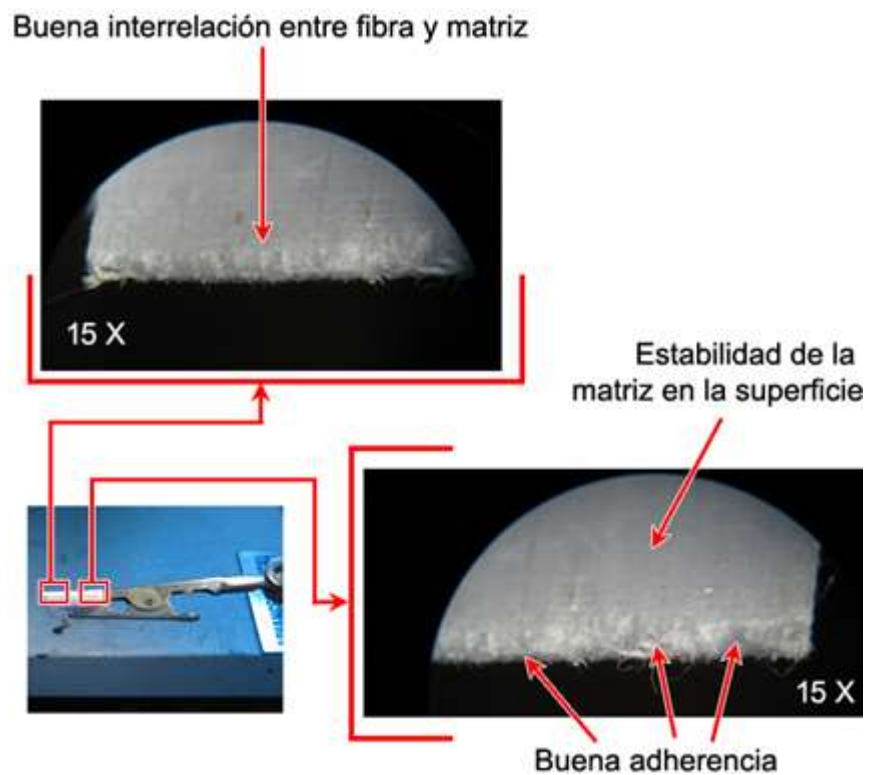 Buena interrelación entre fibra y matriz
15 X
Estabilidad de la
matriz en la superficie
15 X
Buena adherencia